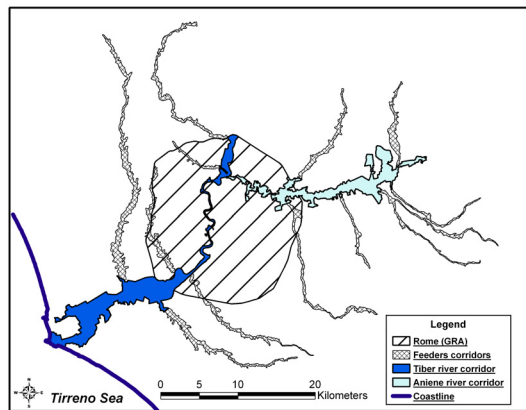 Legend
Rome (GRA)
Feeders corridors
Tiber river corridor
Aniene river corridor
Coastline
Tirreno Sea
0 5 10 20
Kilometers